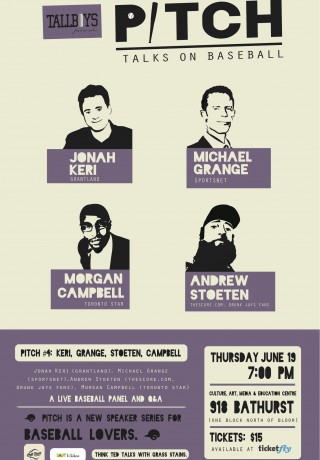 TALLBOYS
PITCH
TALKS ON BASEBALL
JONAH
KERI
GRANTLAND
MICHAEL
GRANGE
SPORTSNET
MORGAN
CAMPBELL
TORONTO STAR
ANDREW
STOETEN
THESCORE.COM, DRUNK JAYS FANS
PITCH #4: KERI, GRANGE, STOETEN, CAMPBELL
JONAH KERI (GRANTLAND), MICHAEL GRANGE
(SPORTSNET), ANDREW STOETEN (THESCORE.COM,
DRUNK JAYS FANS), MORGAN CAMPBELL (TORONTO STAR)
A LIVE BASEBALL PANEL AND Q&A
PITCH IS A NEW SPEAKER SERIES FOR
BASEBALL LOVERS.
THINK TED TALKS WITH GRASS STAINS.
THURSDAY JUNE 19
7:00 PM
CULTURE, ART, MEDIA & EDUCATION CENTRE
918 BATHURST
(ONE BLOCK NORTH OF BLOOR)
TICKETS: $15
AVAILABLE AT ticketfly